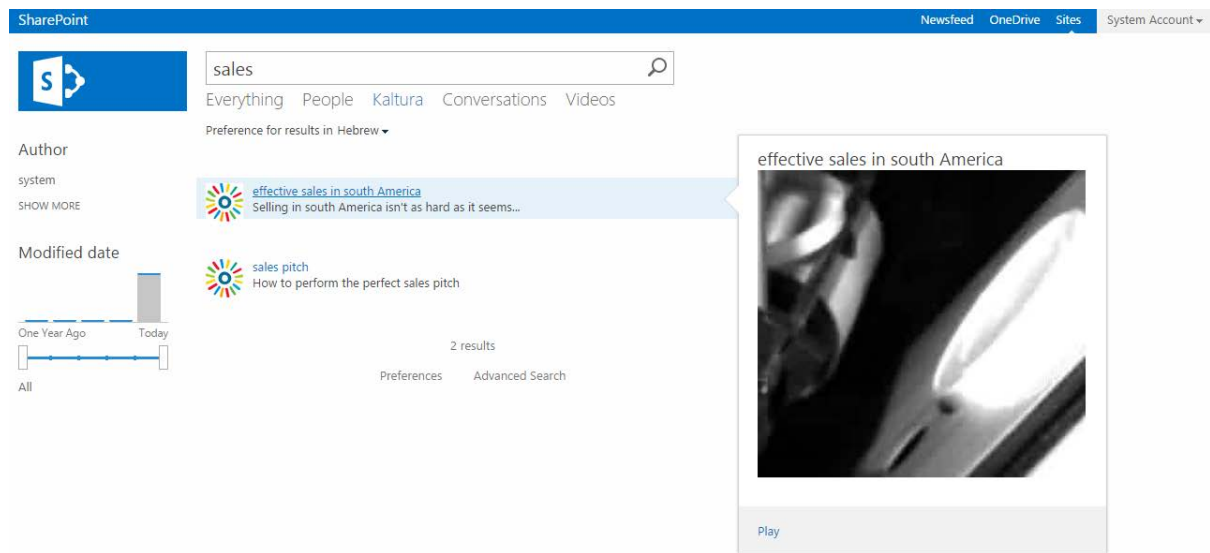 SharePoint
Newsfeed OneDrive Sites System Account
S
sales
Everything People Kaltura Conversations Videos
Preference for results in Hebrew
Author
system
SHOW MORE
Modified date
One Year Ago Today
All
effective sales in south America
Selling in south America isn't as hard as it seems...
sales pitch
How to perform the perfect sales pitch
2 results
Preferences Advanced Search
effective sales in south America
Play